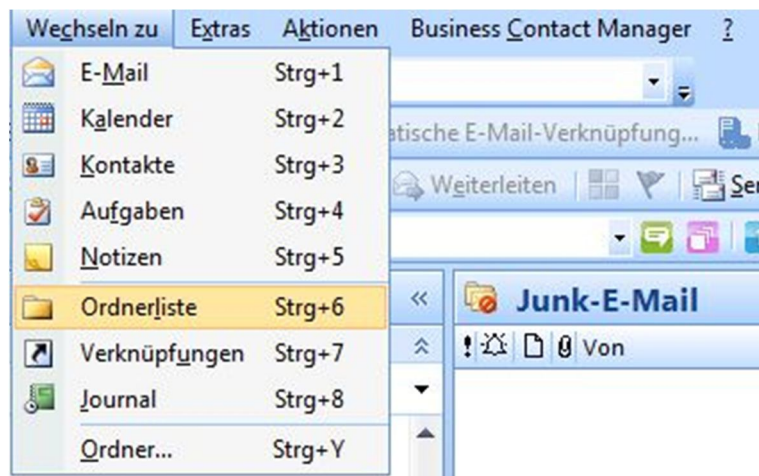 Wechseln zu Extras Aktionen Business Contact Manager ?
E-Mail Strg+1
Kalender Strg+2
atische E-Mail-Verknüpfung...
Kontakte Strg+3
Weiterleiten Ser
Aufgaben Strg+4
Notizen Strg+5
Ordnerliste Strg+6
Junk-E-Mail
Verknüpfungen Strg+7
! Von
Journal Strg+8
Ordner... Strg+Y